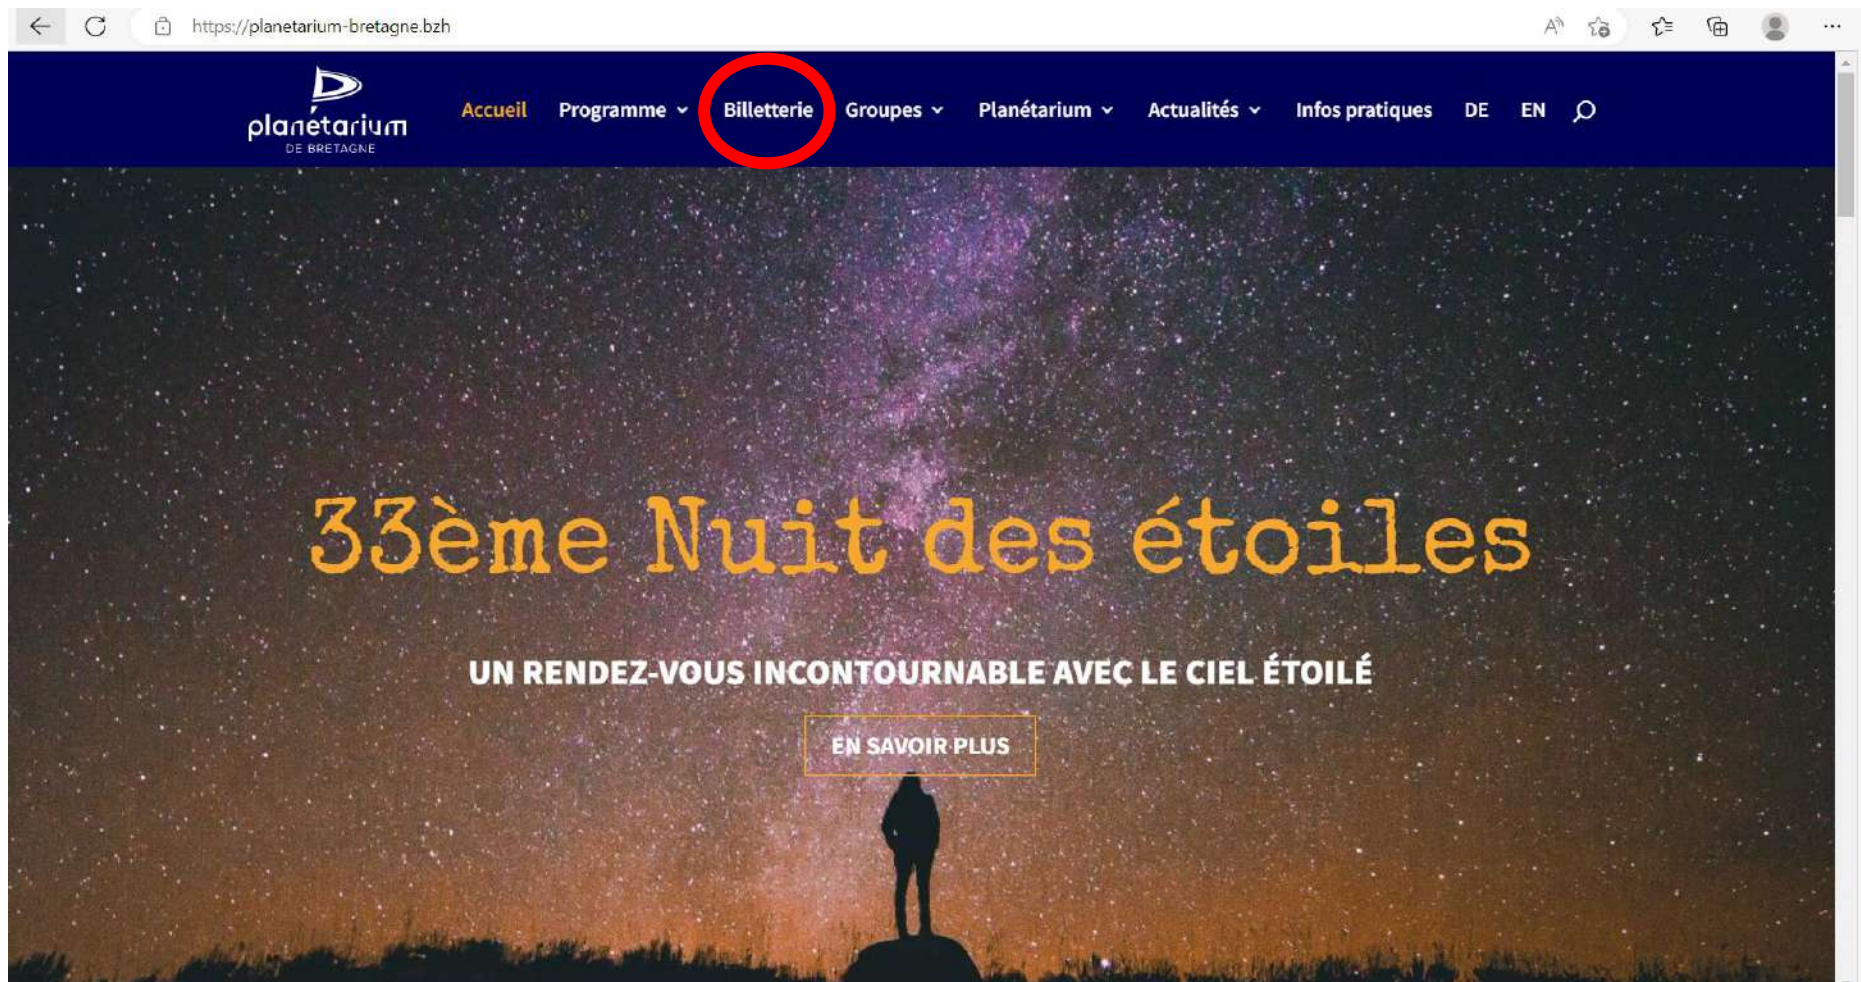 https://planetarium-bretagne.bzh
planétarium
DE BRETAGNE
Accueil Programme Billetterie Groupes Planétarium Actualités Infos pratiques DE EN
33ème Nuit des étoiles
UN RENDEZ-VOUS INCONTOURNABLE AVEC LE CIEL ÉTOILÉ
EN SAVOIR PLUS